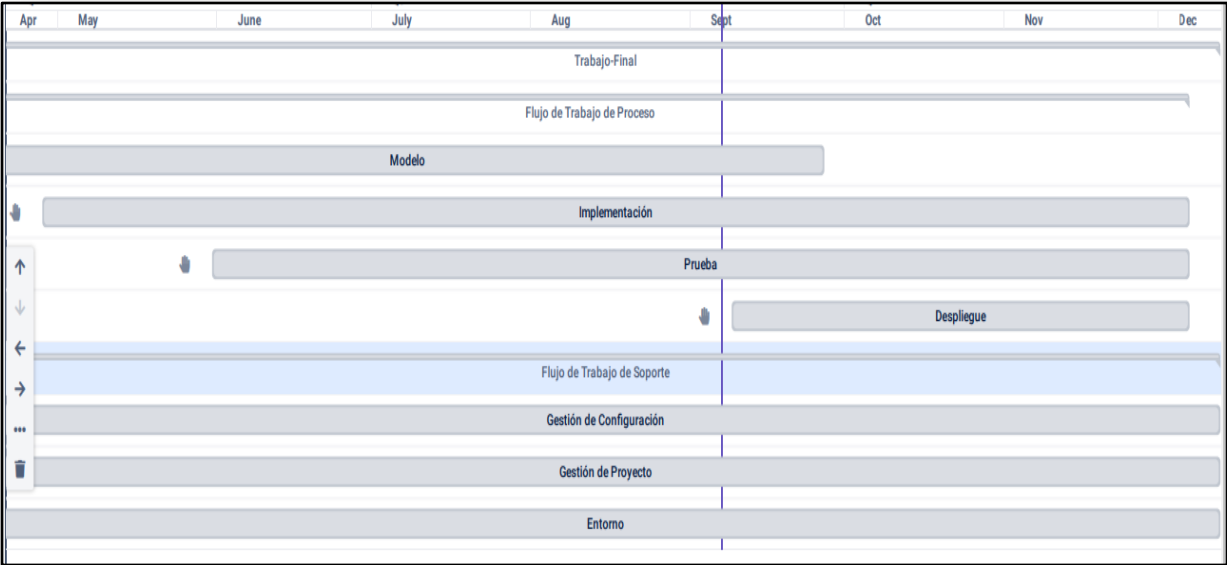 Apr May June July Aug Sept Oct Nov Dec
Trabajo-Final
Flujo de Trabajo de Proceso
Modelo
Implementación
Prueba
Despliegue
Flujo de Trabajo de Soporte
Gestión de Configuración
Gestión de Proyecto
Entorno